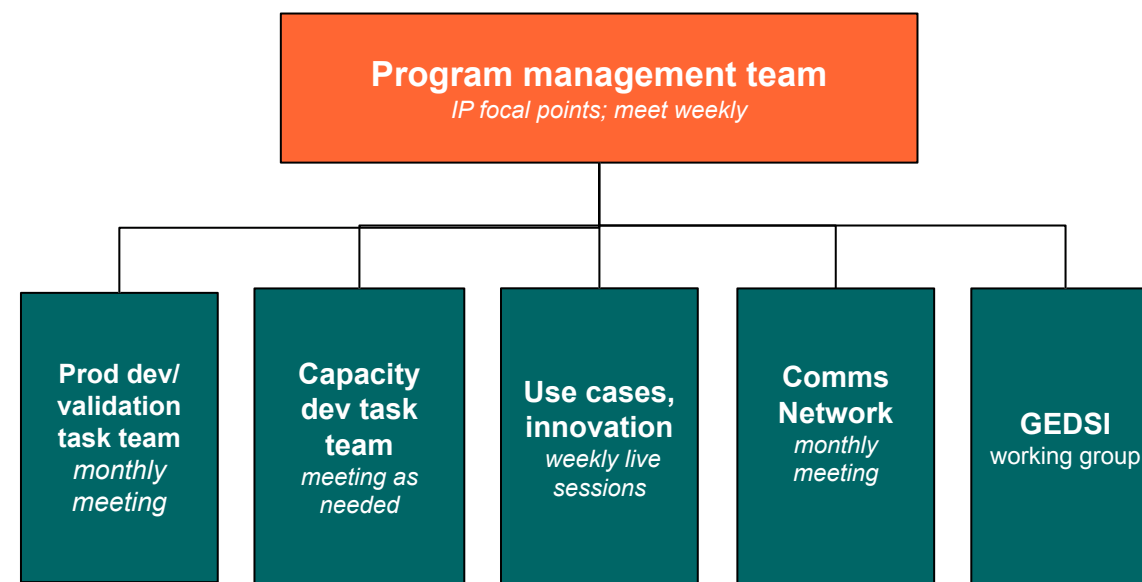 Program management team
IP focal points; meet weekly
Prod dev/
validation
task team
monthly
meeting
Capacity
dev task
team
meeting as
needed
Use cases,
innovation
weekly live
sessions
Comms
Network
monthly
meeting
GEDSI
working group